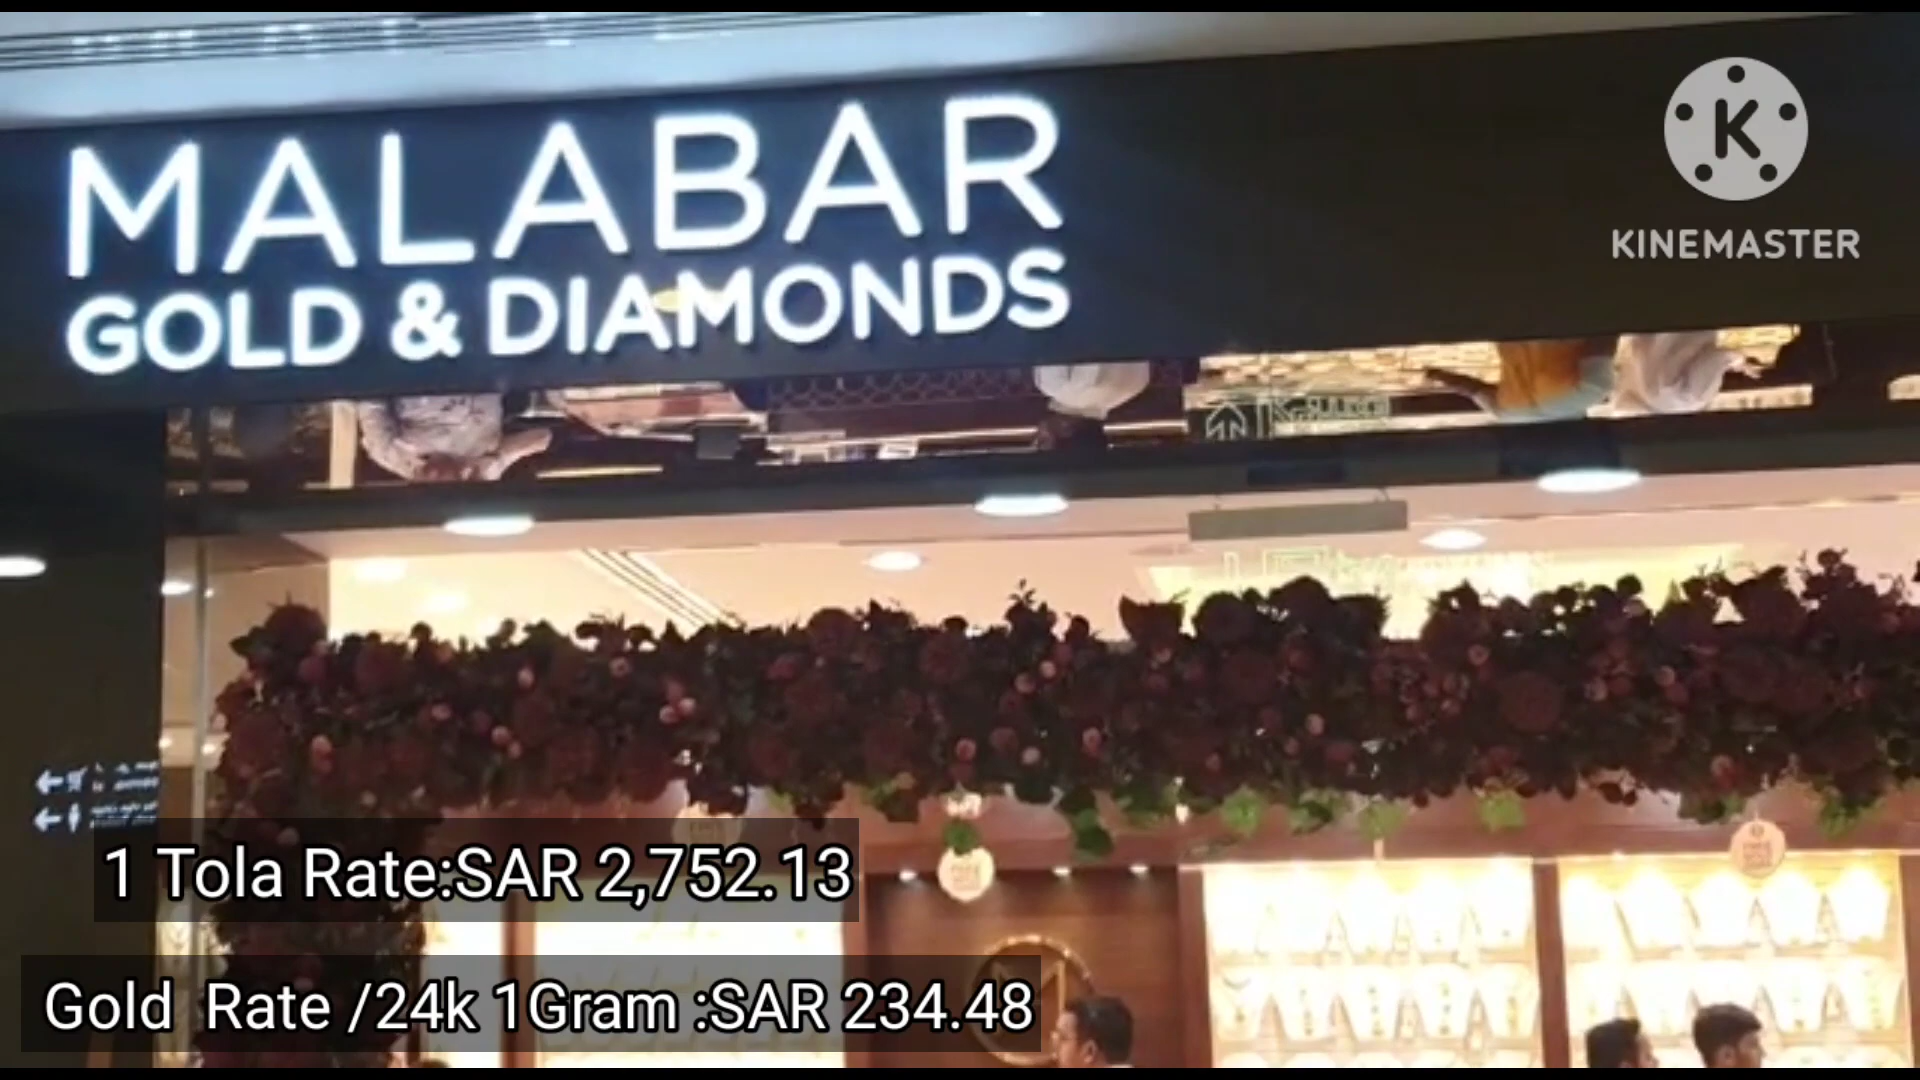 MALABAR
GOLD & DIAMONDS
KINEMASTER
1 Tola Rate:SAR 2,752.13
Gold Rate /24k 1Gram :SAR 234.48